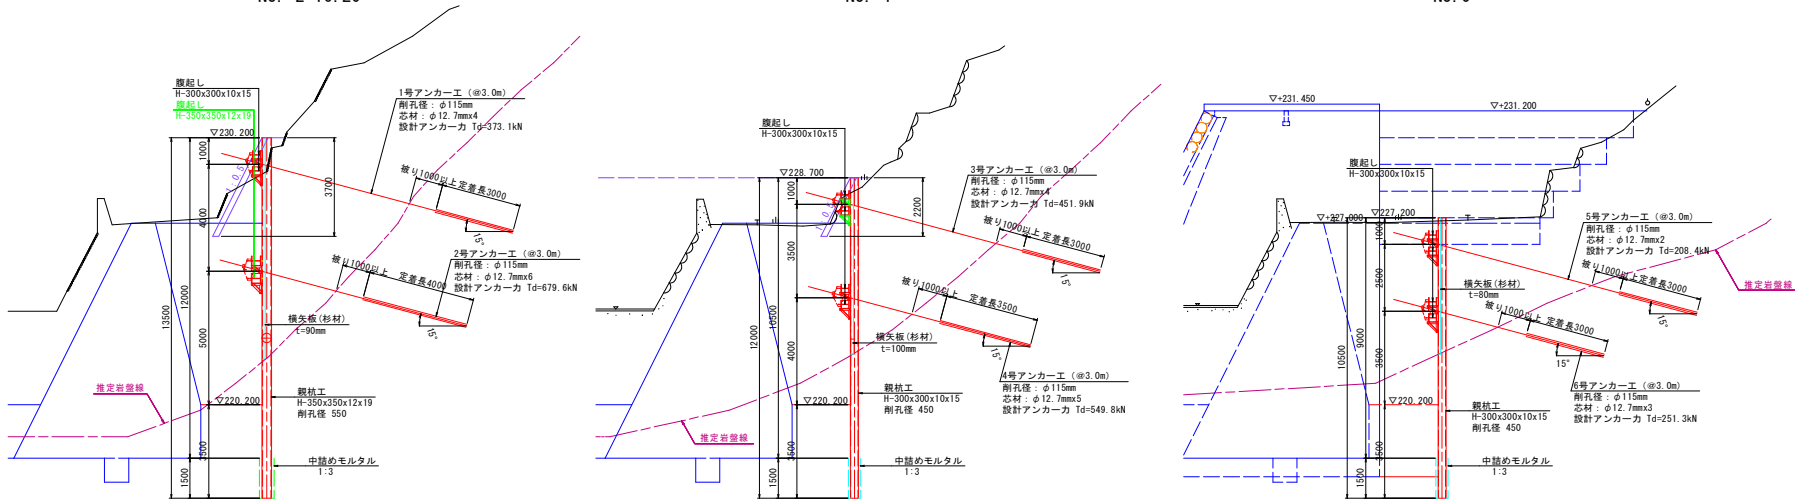 腹起し
H-300x300x10x15
腹起し
H-350x350x12x19
▽230.200
1号アンカー工 (@3.0m)
削孔径：φ115mm
芯材：φ12.7mmx4
設計アンカー力 Td=373.1kN
被り1000以上 定着長3000
15°
1000
4000
3700
1:0.5
2号アンカー工 (@3.0m)
削孔径：φ115mm
芯材：φ12.7mmx6
設計アンカー力 Td=679.6kN
被り1000以上 定着長4000
15°
13500
12000
5000
横矢板(杉材)
t=90mm
推定岩盤線
親杭工
H-350x350x12x19
削孔径 550
▽220.200
3500
1500
中詰めモルタル
1:3
腹起し
H-300x300x10x15
▽228.700
3号アンカー工 (@3.0m)
削孔径：φ115mm
芯材：φ12.7mmx4
設計アンカー力 Td=451.9kN
被り1000以上 定着長3000
15°
1000
3500
2200
1:0.5
被り1000以上 定着長3500
15°
12000
10500
4000
横矢板(杉材)
t=100mm
4号アンカー工 (@3.0m)
削孔径：φ115mm
芯材：φ12.7mmx5
設計アンカー力 Td=549.8kN
親杭工
H-300x300x10x15
削孔径 450
▽220.200
推定岩盤線
3500
1500
中詰めモルタル
1:3
▽+231.450
▽+231.200
腹起し
H-300x300x10x15
▽+227.000
▽227.200
5号アンカー工 (@3.0m)
削孔径：φ115mm
芯材：φ12.7mmx2
設計アンカー力 Td=208.4kN
被り1000以上 定着長3000
15°
推定岩盤線
1000
2500
横矢板(杉材)
t=80mm
被り1000以上 定着長3000
15°
10500
9000
3500
6号アンカー工 (@3.0m)
削孔径：φ115mm
芯材：φ12.7mmx3
設計アンカー力 Td=251.3kN
▽220.200
親杭工
H-300x300x10x15
削孔径 450
3500
1500
中詰めモルタル
1:3